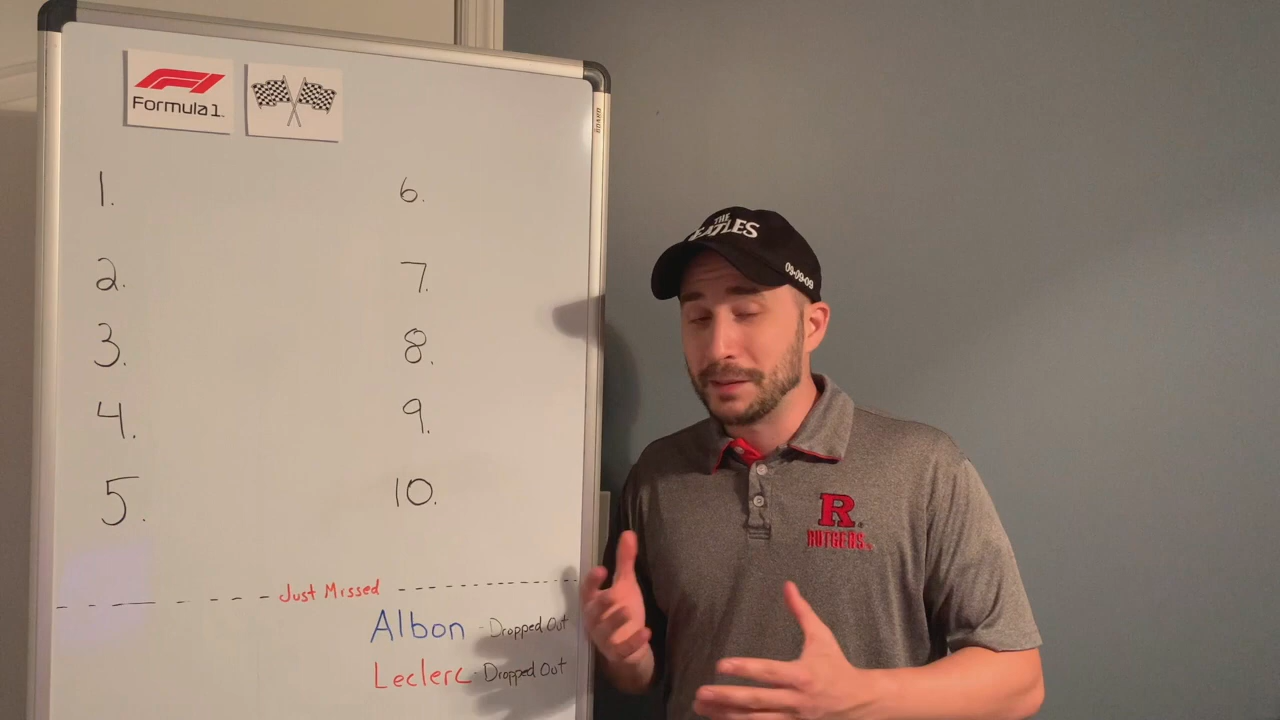 Formula 1
1.
2.
3.
4.
5.
6.
7.
8.
9.
10.
Just Missed
Albon - Dropped Out
Leclerc - Dropped Out
THE
BEATLES
09-09-09
R
RUTGERS